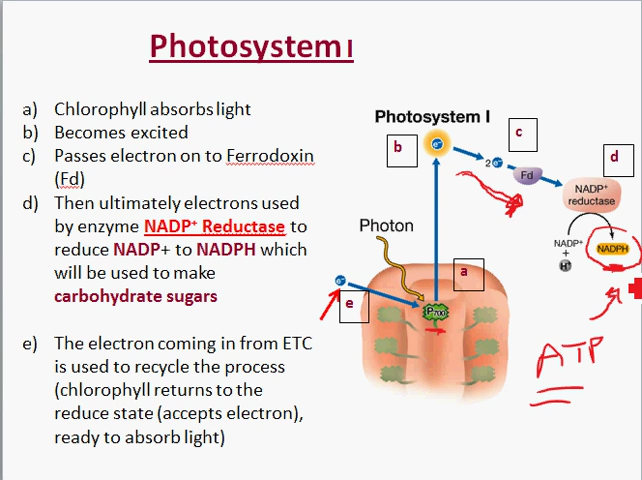 Photosystem I
a) Chlorophyll absorbs light
b) Becomes excited
c) Passes electron on to Ferrodoxin
(Fd)
d) Then ultimately electrons used
by enzyme NADP+ Reductase to
reduce NADP+ to NADPH which
will be used to make
carbohydrate sugars
e) The electron coming in from ETC
is used to recycle the process
(chlorophyll returns to the
reduce state (accepts electron),
ready to absorb light)
Photosystem I
b
e-
c
2 e-
Fd
d
NADP+
reductase
NADP+
+
H+
NADPH
Photon
a
e-
e
P700
ATP